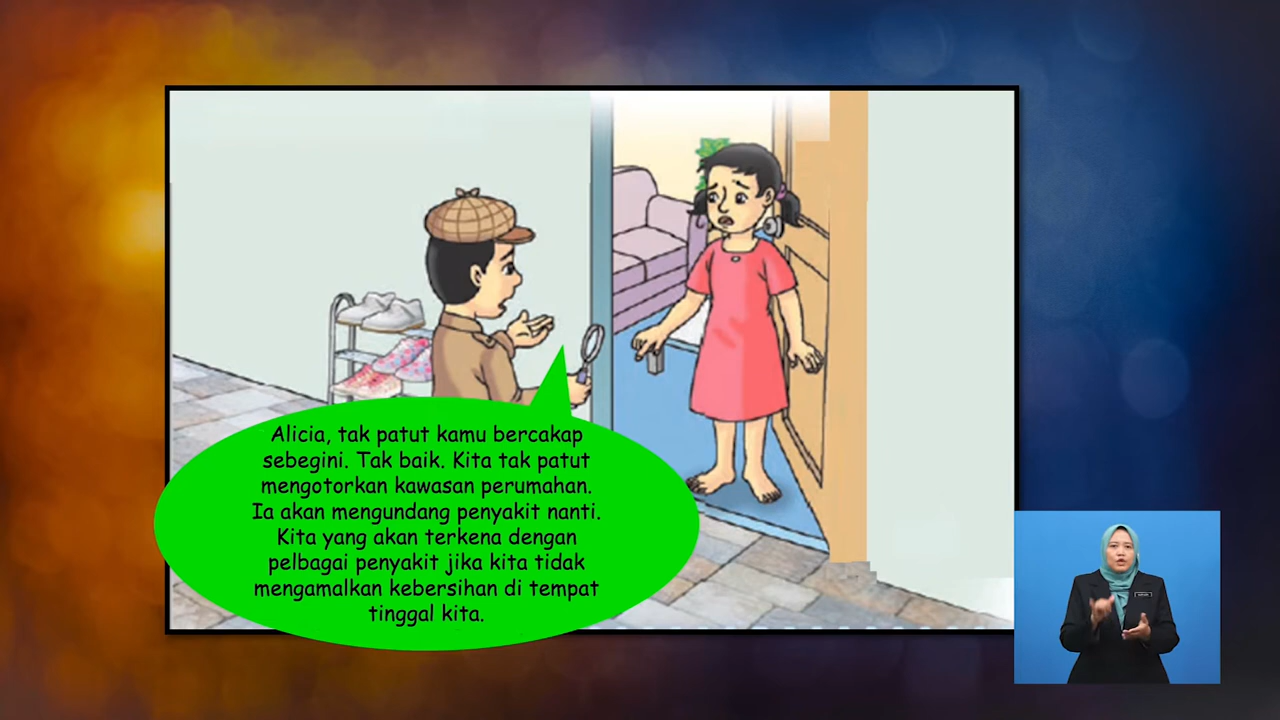 Alicia, tak patut kamu bercakap
sebegini. Tak baik. Kita tak patut
mengotorkan kawasan perumahan.
Ia akan mengundang penyakit nanti.
Kita yang akan terkena dengan
pelbagai penyakit jika kita tidak
mengamalkan kebersihan di tempat
tinggal kita.